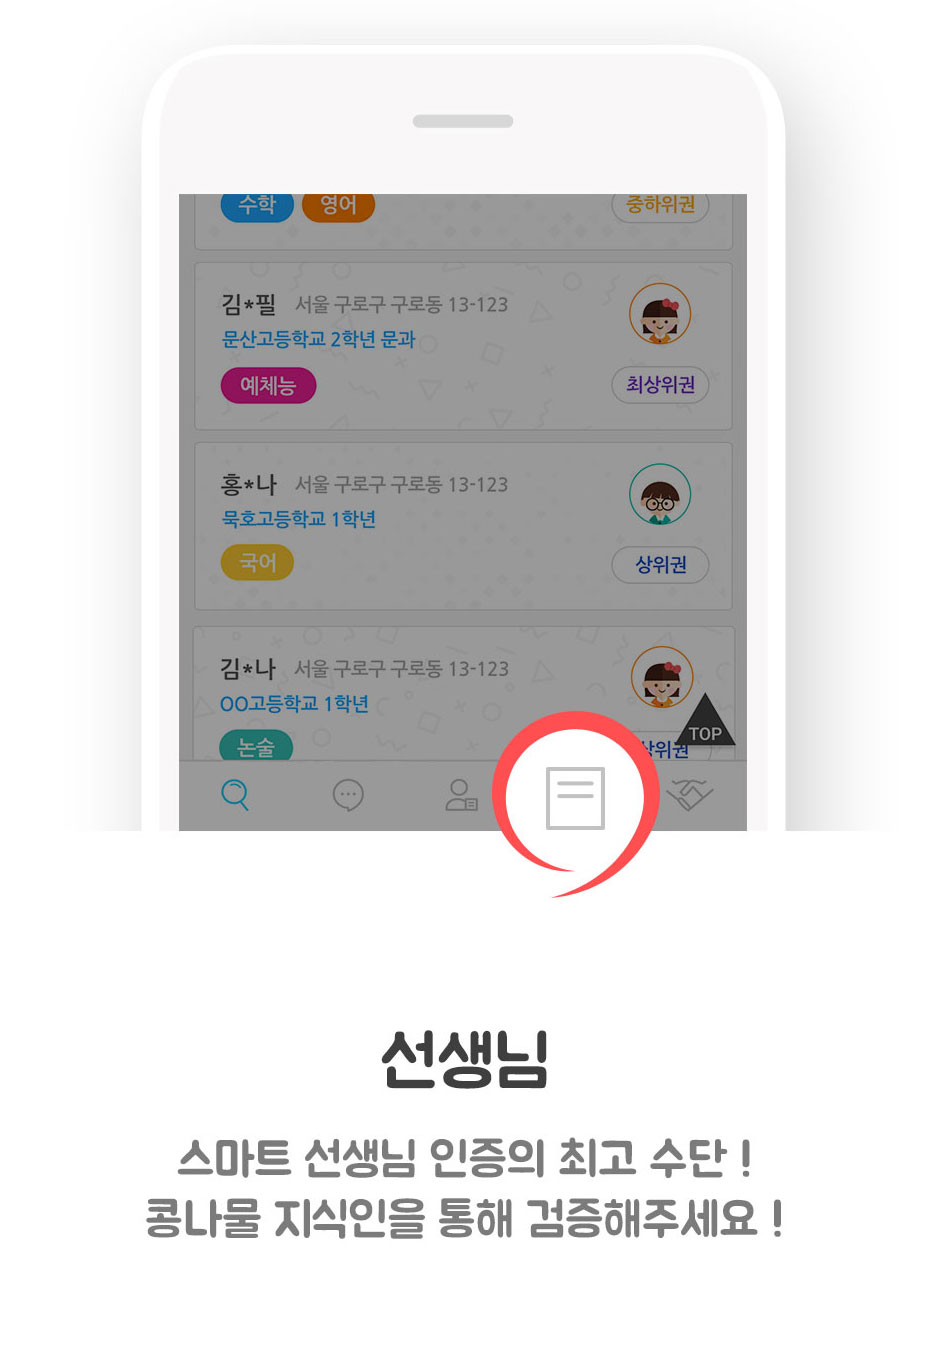 수학 영어 중하위권
김*필 서울 구로구 구로동 13-123
문산고등학교 2학년 문과
예체능 최상위권
홍*나 서울 구로구 구로동 13-123
묵호고등학교 1학년
국어 상위권
김*나 서울 구로구 구로동 13-123
OO고등학교 1학년
논술 상위권
TOP
선생님
스마트 선생님 인증의 최고 수단 !
콩나물 지식인을 통해 검증해주세요 !